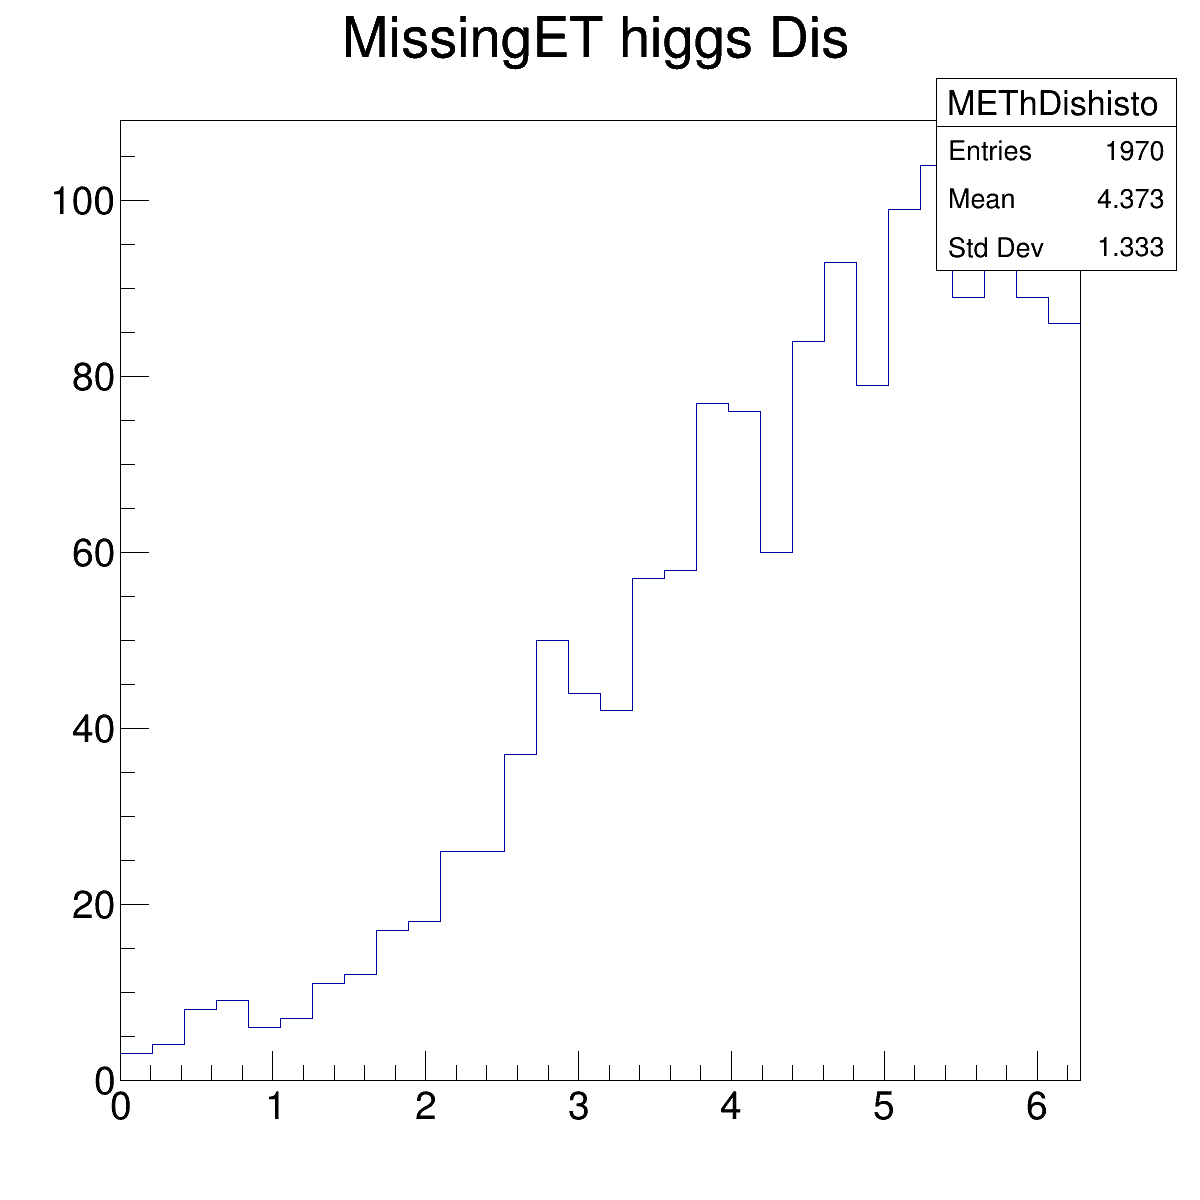 MissingET higgs Dis
METhDishisto
Entries 1970
Mean 4.373
Std Dev 1.333
100
80
60
40
20
0
0 1 2 3 4 5 6